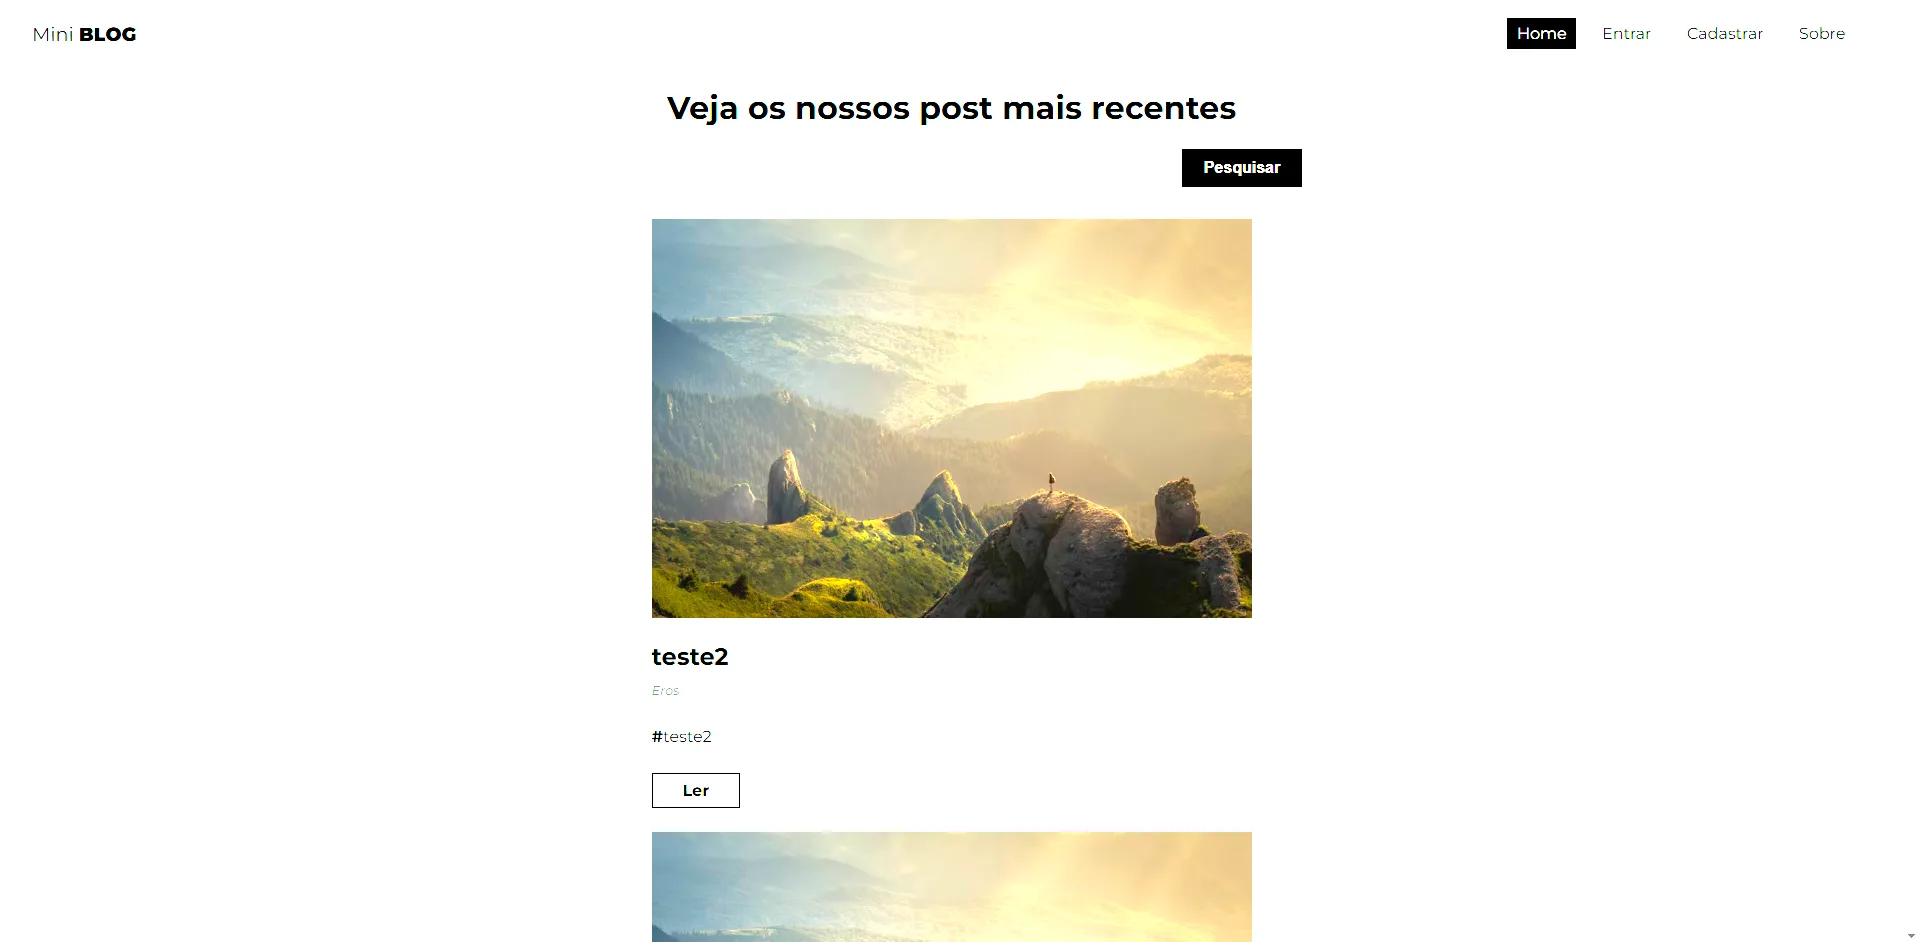 Mini BLOG
Home Entrar Cadastrar Sobre
Veja os nossos post mais recentes
Pesquisar
teste2
Eros
#teste2
Ler